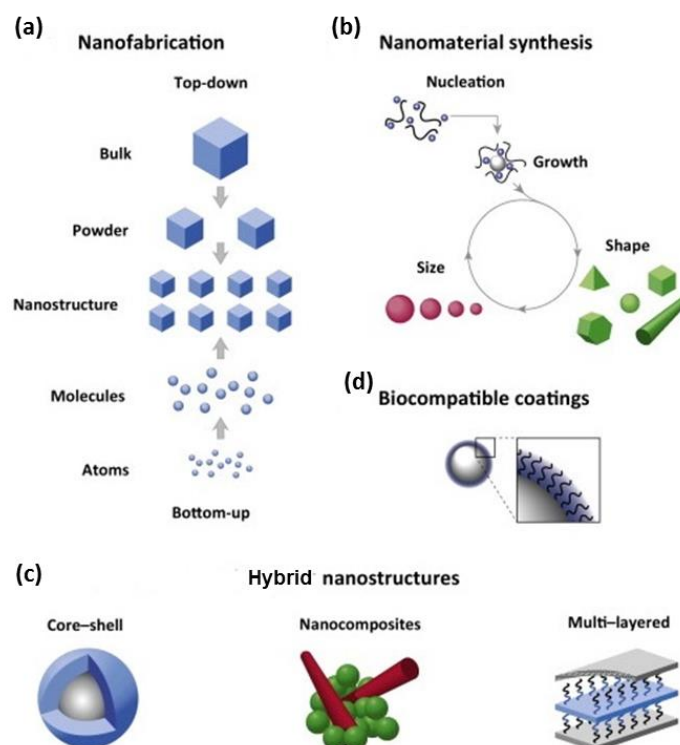 (a)
Nanofabrication
Top-down
Bulk
Powder
Nanostructure
Molecules
Atoms
Bottom-up
(b)
Nanomaterial synthesis
Nucleation
Growth
Shape
Size
(d)
Biocompatible coatings
(c)
Hybrid nanostructures
Core–shell
Nanocomposites
Multi–layered